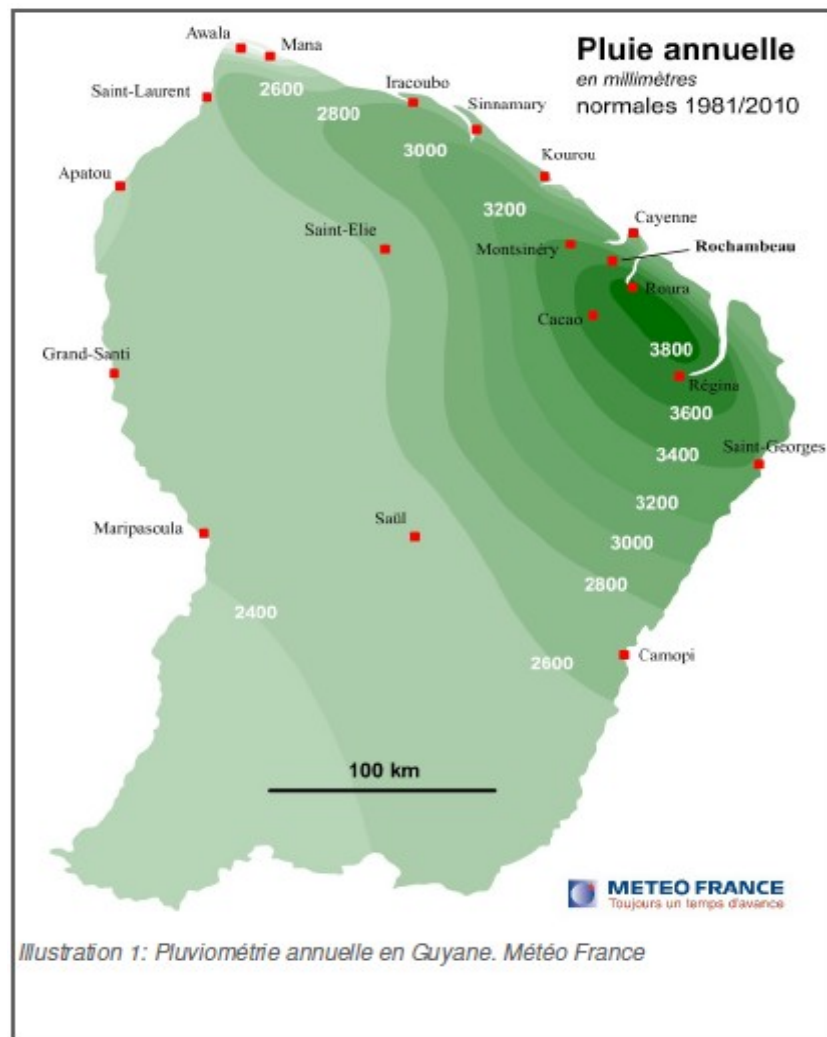 Pluie annuelle
en millimètres
normales 1981/2010
Awala
Mana
Saint-Laurent
2600
Iracoubo
2800
Sinnamary
3000
Kourou
Apatou
3200
Cayenne
Saint-Elie
Montsinéry
Rochambeau
Roura
Cacao
3800
Grand-Santi
Régina
3600
3400
Saint-Georges
3200
Maripasoula
Saül
3000
2800
2400
2600
Camopi
100 km
METEO FRANCE
Toujours un temps d'avance
Illustration 1: Pluviométrie annuelle en Guyane. Météo France